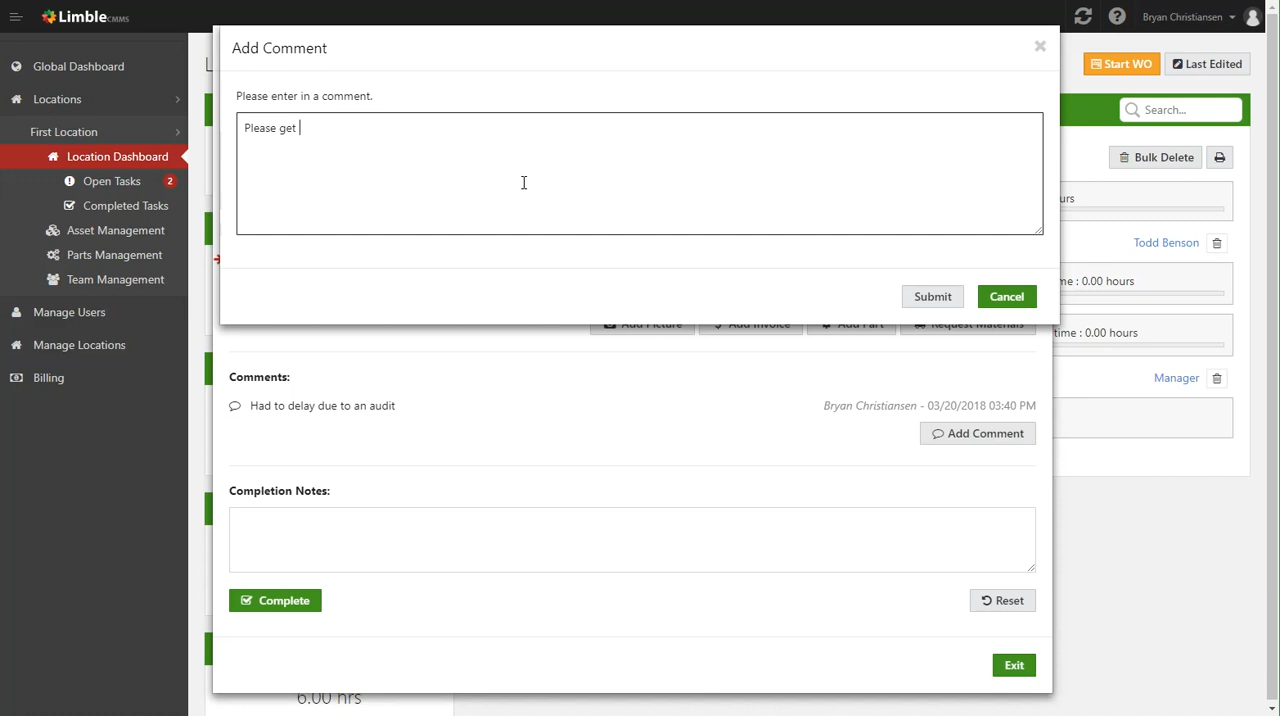 Limble CMMS
Bryan Christiansen
Global Dashboard
Locations
First Location
Location Dashboard
Open Tasks 2
Completed Tasks
Asset Management
Parts Management
Team Management
Manage Users
Manage Locations
Billing
Add Comment
Please enter in a comment.
Please get
Submit
Cancel
Start WO
Last Edited
Search...
Bulk Delete
urs
Todd Benson
me : 0.00 hours
time : 0.00 hours
Manager
Add Picture
Add Invoice
Add Part
Request Materials
Comments:
Had to delay due to an audit
Bryan Christiansen - 03/20/2018 03:40 PM
Add Comment
Completion Notes:
Complete
Reset
Exit
6.00 hrs